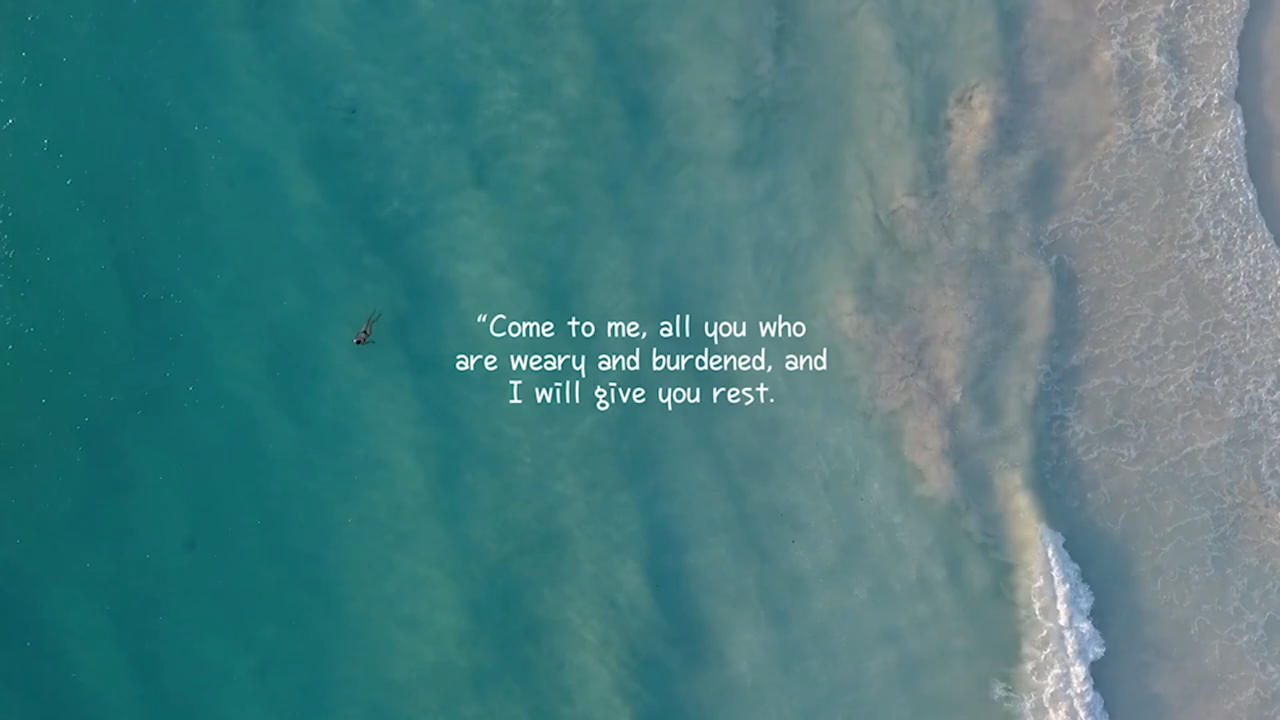 “Come to me, all you who
are weary and burdened, and
I will give you rest.